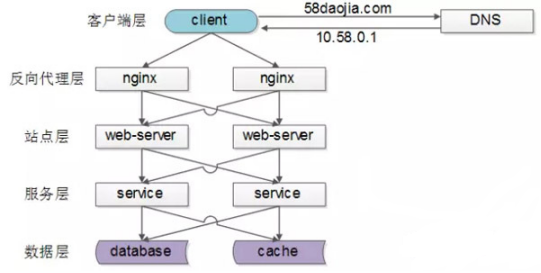 客户端层 client 58daojia.com DNS
10.58.0.1
反向代理层 nginx nginx
站点层 web-server web-server
服务层 service service
数据层 database cache